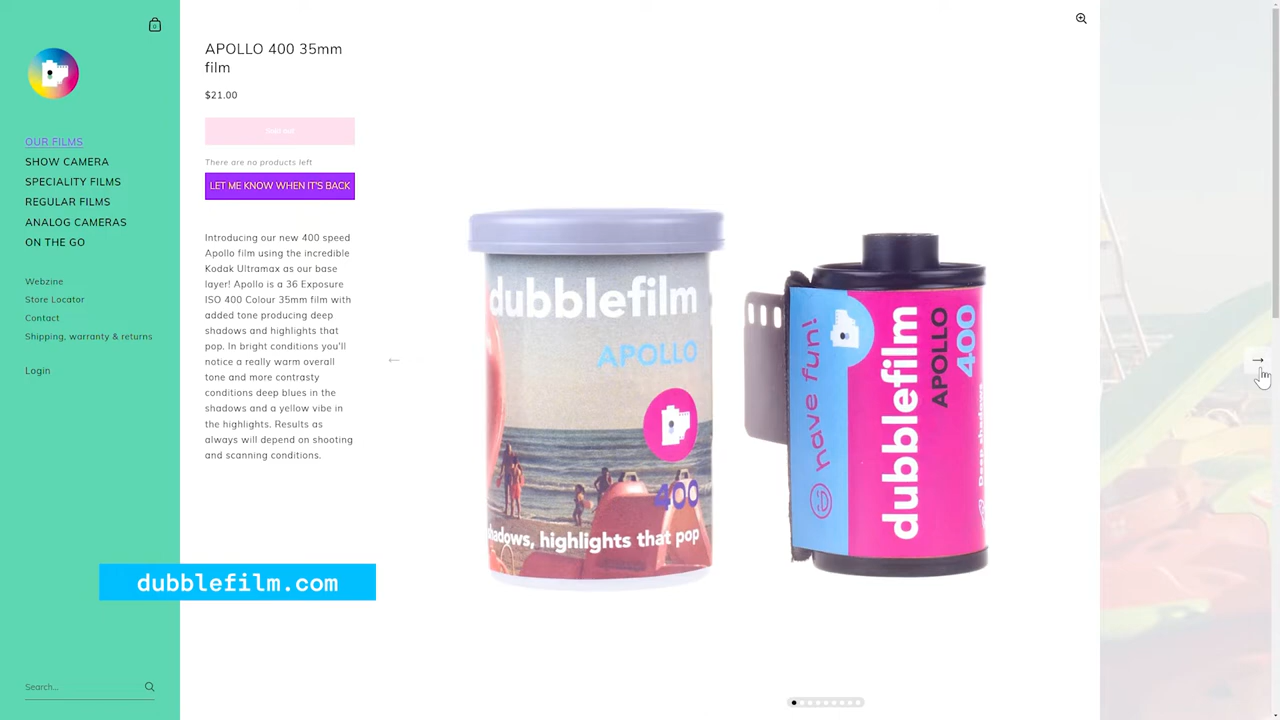 0
OUR FILMS
SHOW CAMERA
SPECIALITY FILMS
REGULAR FILMS
ANALOG CAMERAS
ON THE GO
Webzine
Store Locator
Contact
Shipping, warranty & returns
Login
Search...
APOLLO 400 35mm
film
$21.00
Sold out
There are no products left
LET ME KNOW WHEN IT'S BACK
Introducing our new 400 speed
Apollo film using the incredible
Kodak Ultramax as our base
layer! Apollo is a 36 Exposure
ISO 400 Colour 35mm film with
added tone producing deep
shadows and highlights that
pop. In bright conditions you'll
notice a really warm overall
tone and more contrasty
conditions deep blues in the
shadows and a yellow vibe in
the highlights. Results as
always will depend on shooting
and scanning conditions.
dubblefilm.com
dubblefilm
APOLLO
400
shadows, highlights that pop
have fun!
dubblefilm
APOLLO
400